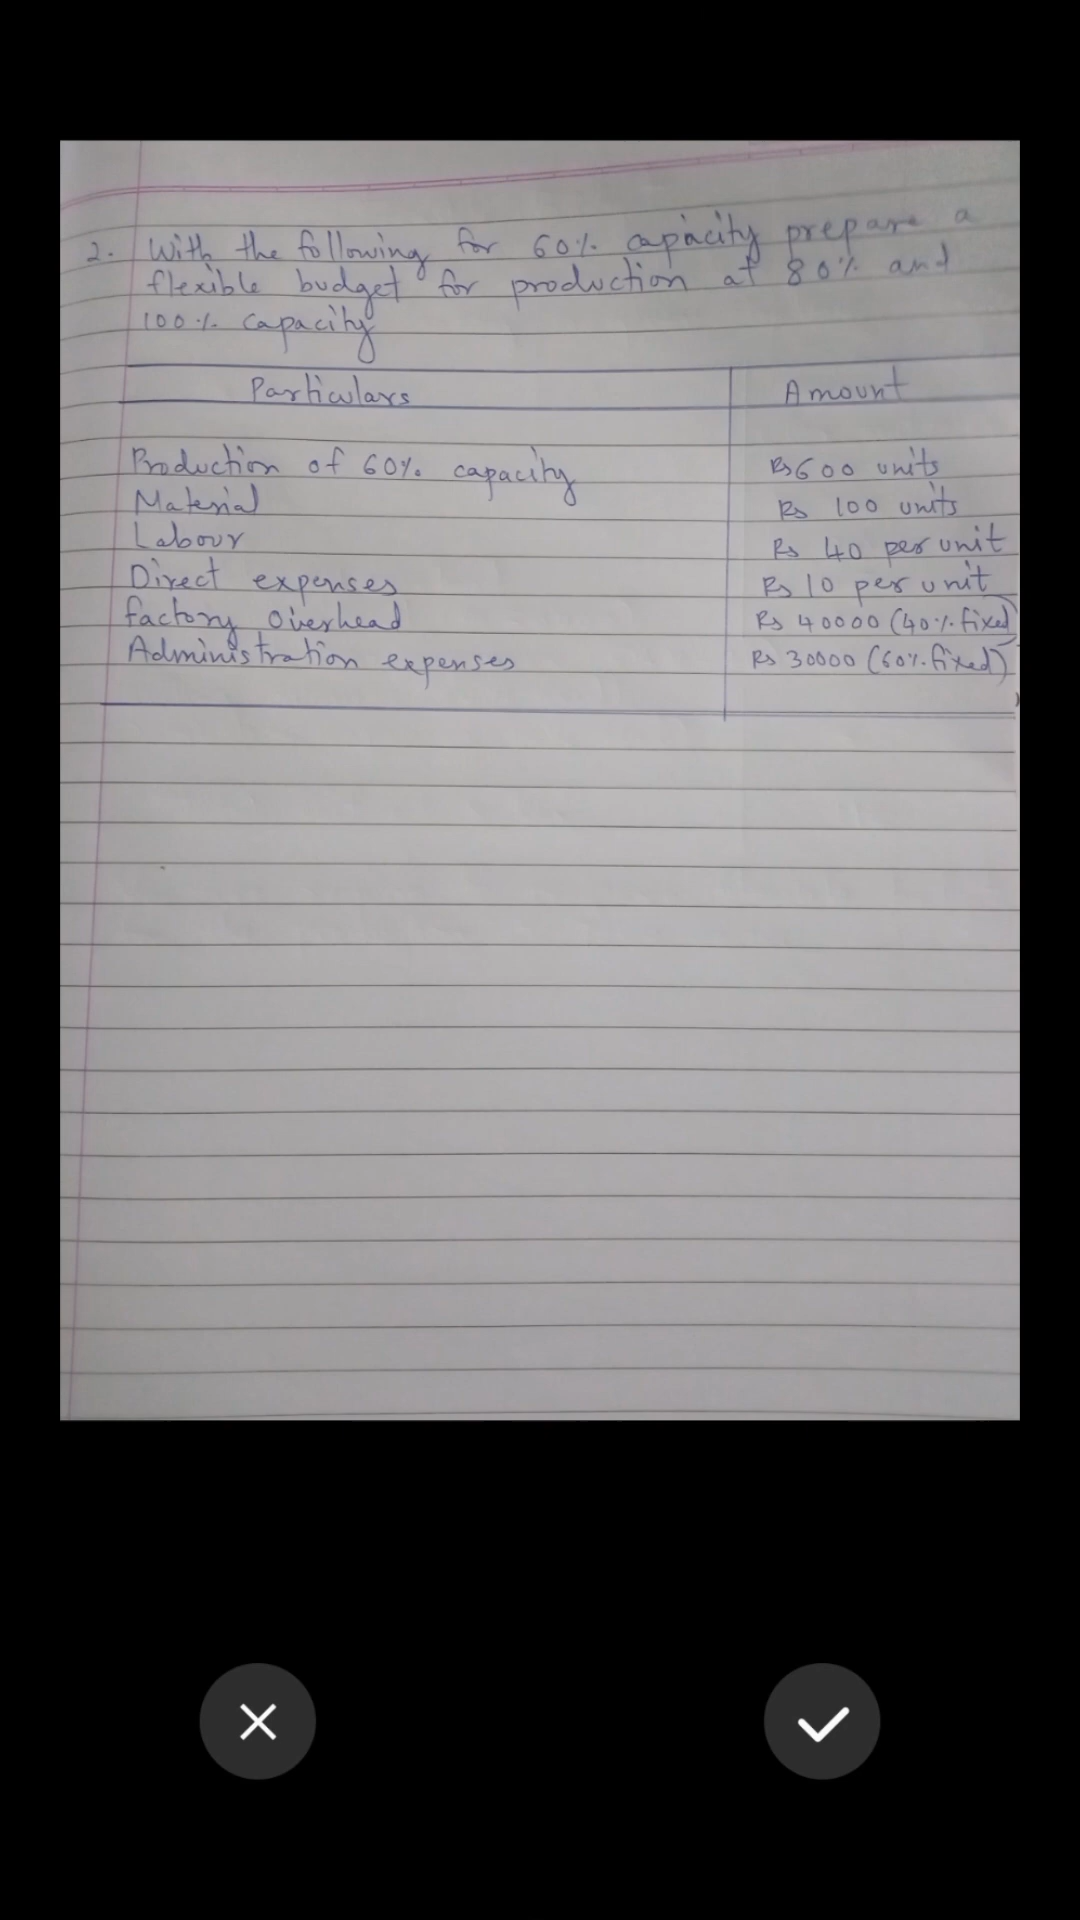 2. With the following for 60% capacity prepare a
flexible budget for production at 80% and
100% capacity
Particulars Amount
Production of 60% capacity Rs 600 units
Material Rs 100 units
Labour Rs 40 per unit
Direct expenses Rs 10 per unit
factory overhead Rs 40000 (40% fixed)
Administration expenses Rs 30000 (60% fixed)